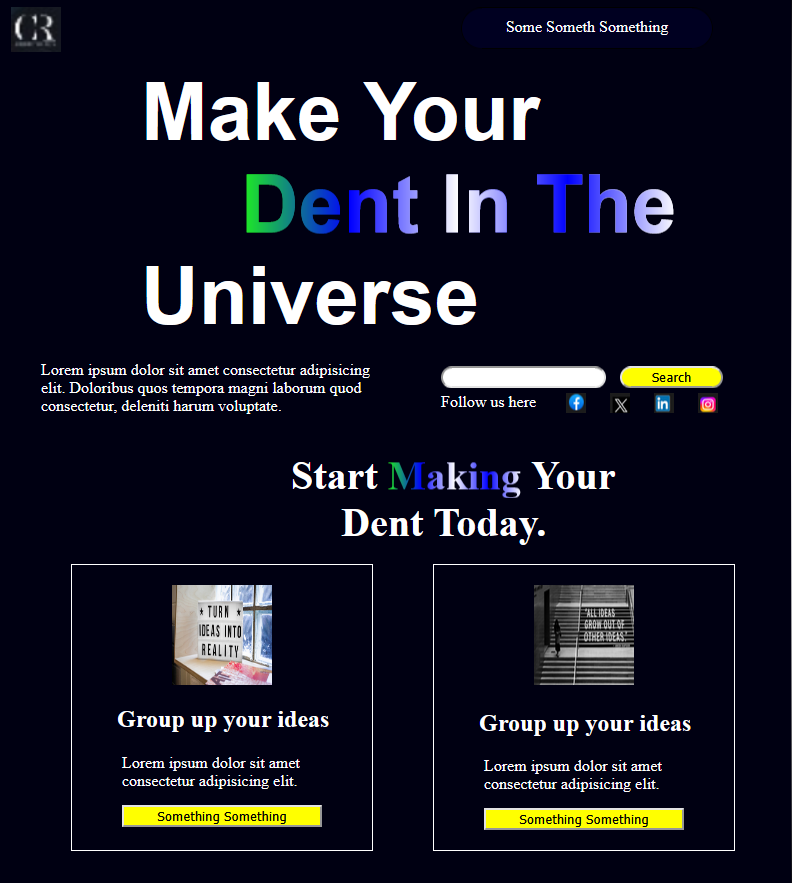 CR
Some Someth Something
Make Your
Dent In The
Universe
Lorem ipsum dolor sit amet consectetur adipisicing
elit. Doloribus quos tempora magni laborum quod
consectetur, deleniti harum voluptate.
Search
Follow us here
Start Making Your
Dent Today.
★ TURN ★
IDEAS INTO
REALITY
Group up your ideas
Lorem ipsum dolor sit amet
consectetur adipisicing elit.
Something Something
"ALL IDEAS
GROW OUT OF
OTHER IDEAS."
Group up your ideas
Lorem ipsum dolor sit amet
consectetur adipisicing elit.
Something Something